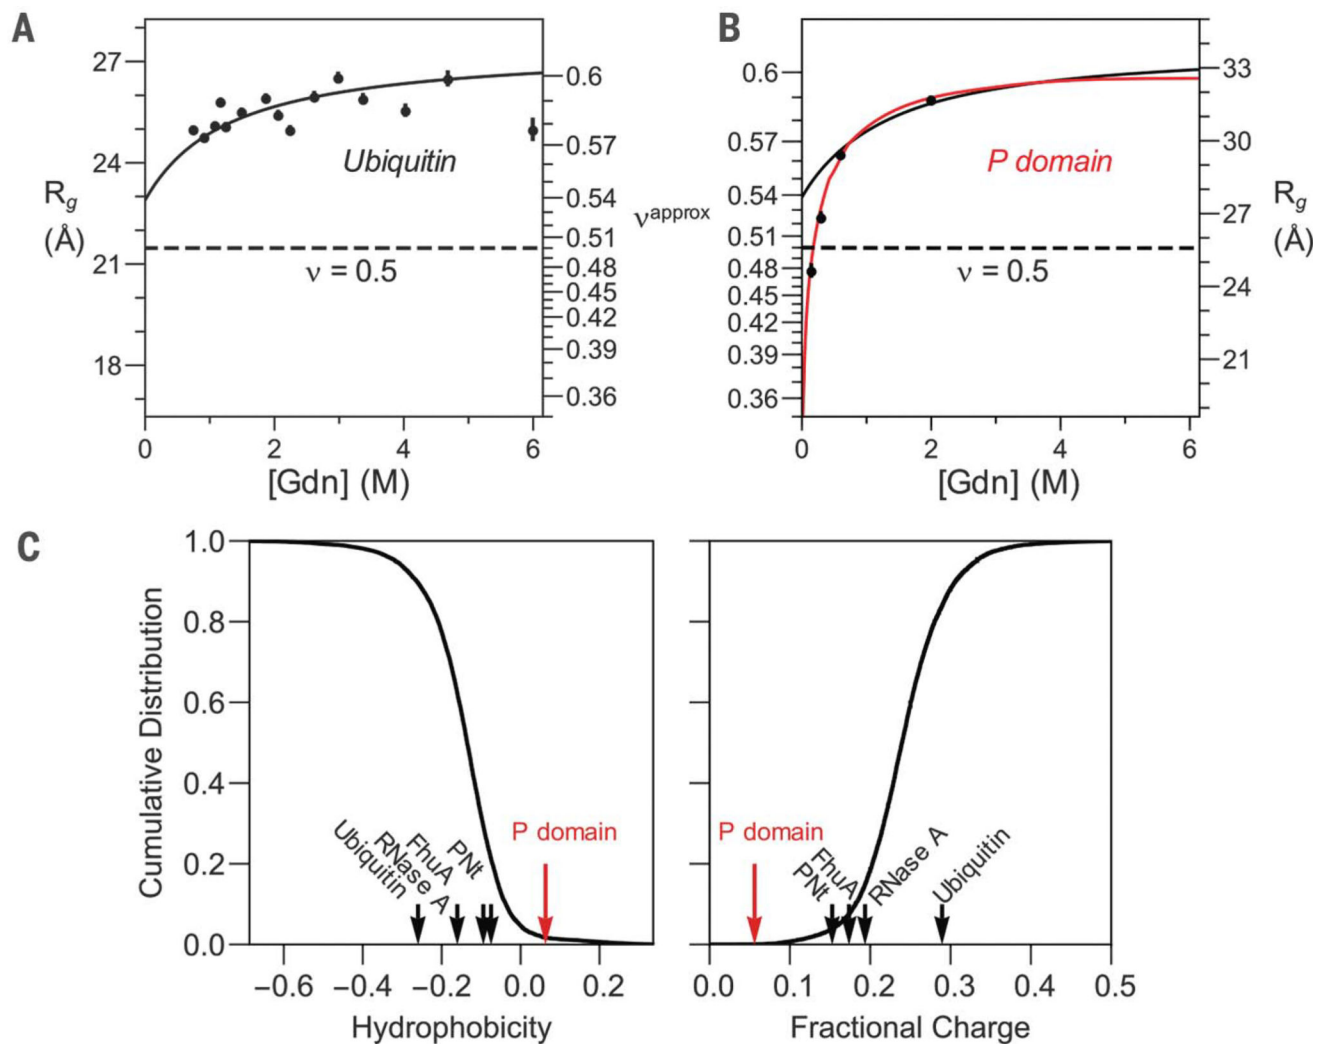 A
27
24
21
18
R𝑔
(Å)
Ubiquitin
ν = 0.5
0.6
0.57
0.54
0.51
0.48
0.45
0.42
0.39
0.36
0
2
4
6
[Gdn] (M)
νapprox
B
0.6
0.57
0.54
0.51
0.48
0.45
0.42
0.39
0.36
P domain
ν = 0.5
33
30
27
24
21
R𝑔
(Å)
0
2
4
6
[Gdn] (M)
C
Cumulative Distribution
1.0
0.8
0.6
0.4
0.2
0.0
Ubiquitin
RNase A
FhuA
PNt
P domain
−0.6
−0.4
−0.2
0.0
0.2
Hydrophobicity
P domain
PNt
FhuA
RNase A
Ubiquitin
0.0
0.1
0.2
0.3
0.4
0.5
Fractional Charge